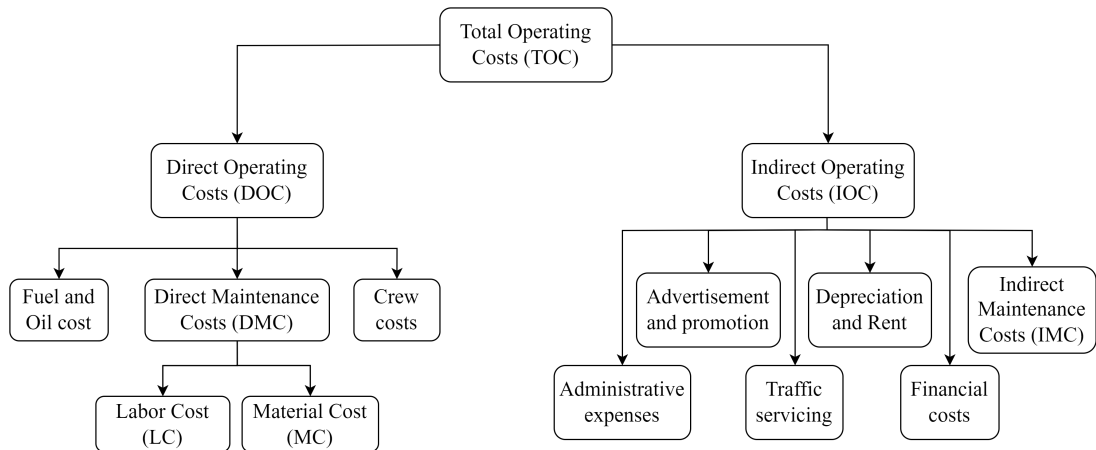 Total Operating
Costs (TOC)
Direct Operating
Costs (DOC)
Indirect Operating
Costs (IOC)
Fuel and
Oil cost
Direct Maintenance
Costs (DMC)
Crew
costs
Advertisement
and promotion
Depreciation
and Rent
Indirect
Maintenance
Costs (IMC)
Labor Cost
(LC)
Material Cost
(MC)
Administrative
expenses
Traffic
servicing
Financial
costs